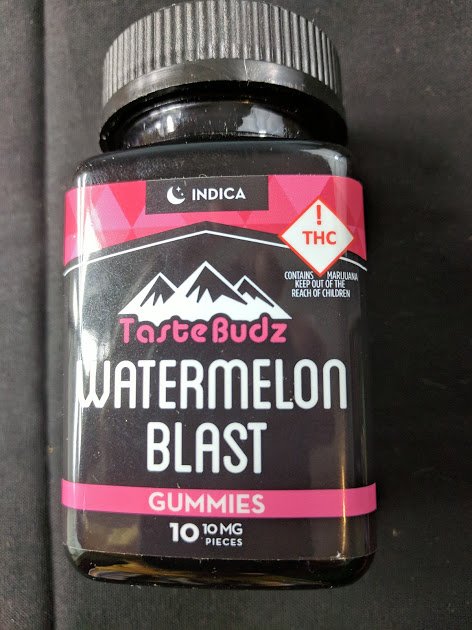 INDICA
!
THC
CONTAINS MARIJUANA
KEEP OUT OF THE
REACH OF CHILDREN
TasteBudz
WATERMELON
BLAST
GUMMIES
10 10 MG
PIECES